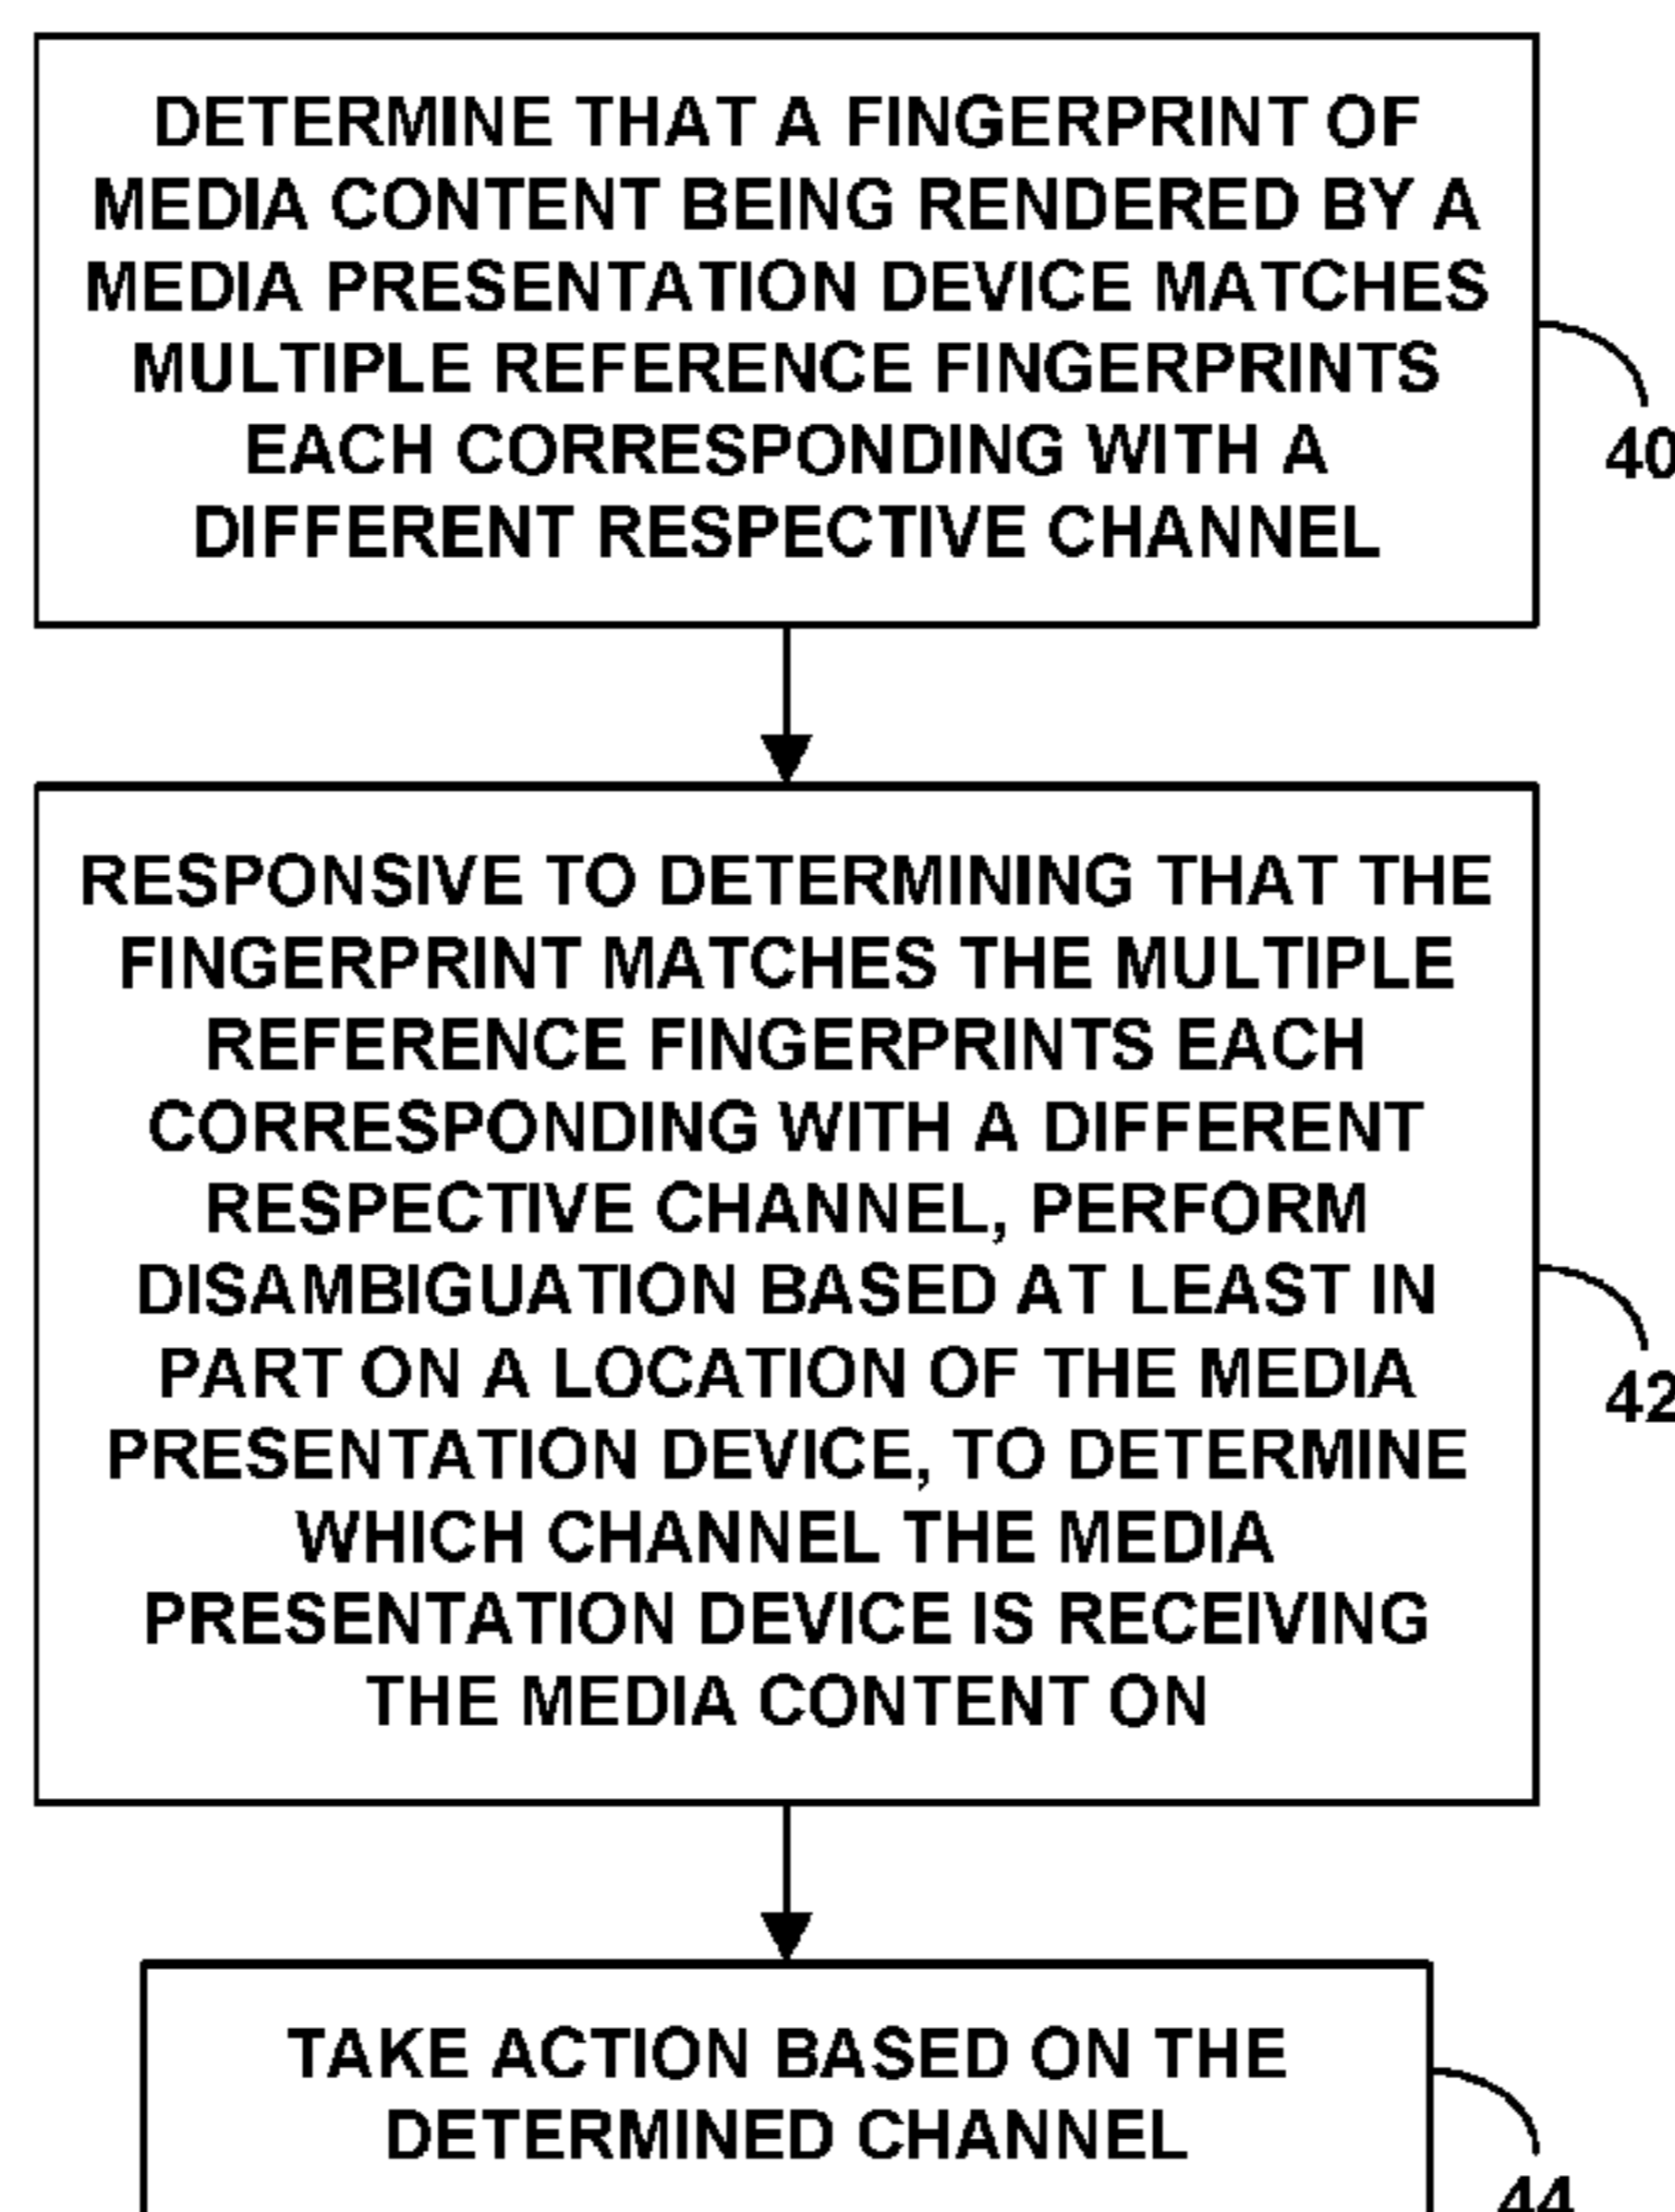 DETERMINE THAT A FINGERPRINT OF
MEDIA CONTENT BEING RENDERED BY A
MEDIA PRESENTATION DEVICE MATCHES
MULTIPLE REFERENCE FINGERPRINTS
EACH CORRESPONDING WITH A
DIFFERENT RESPECTIVE CHANNEL
40
RESPONSIVE TO DETERMINING THAT THE
FINGERPRINT MATCHES THE MULTIPLE
REFERENCE FINGERPRINTS EACH
CORRESPONDING WITH A DIFFERENT
RESPECTIVE CHANNEL, PERFORM
DISAMBIGUATION BASED AT LEAST IN
PART ON A LOCATION OF THE MEDIA
PRESENTATION DEVICE, TO DETERMINE
WHICH CHANNEL THE MEDIA
PRESENTATION DEVICE IS RECEIVING
THE MEDIA CONTENT ON
42
TAKE ACTION BASED ON THE
DETERMINED CHANNEL
44